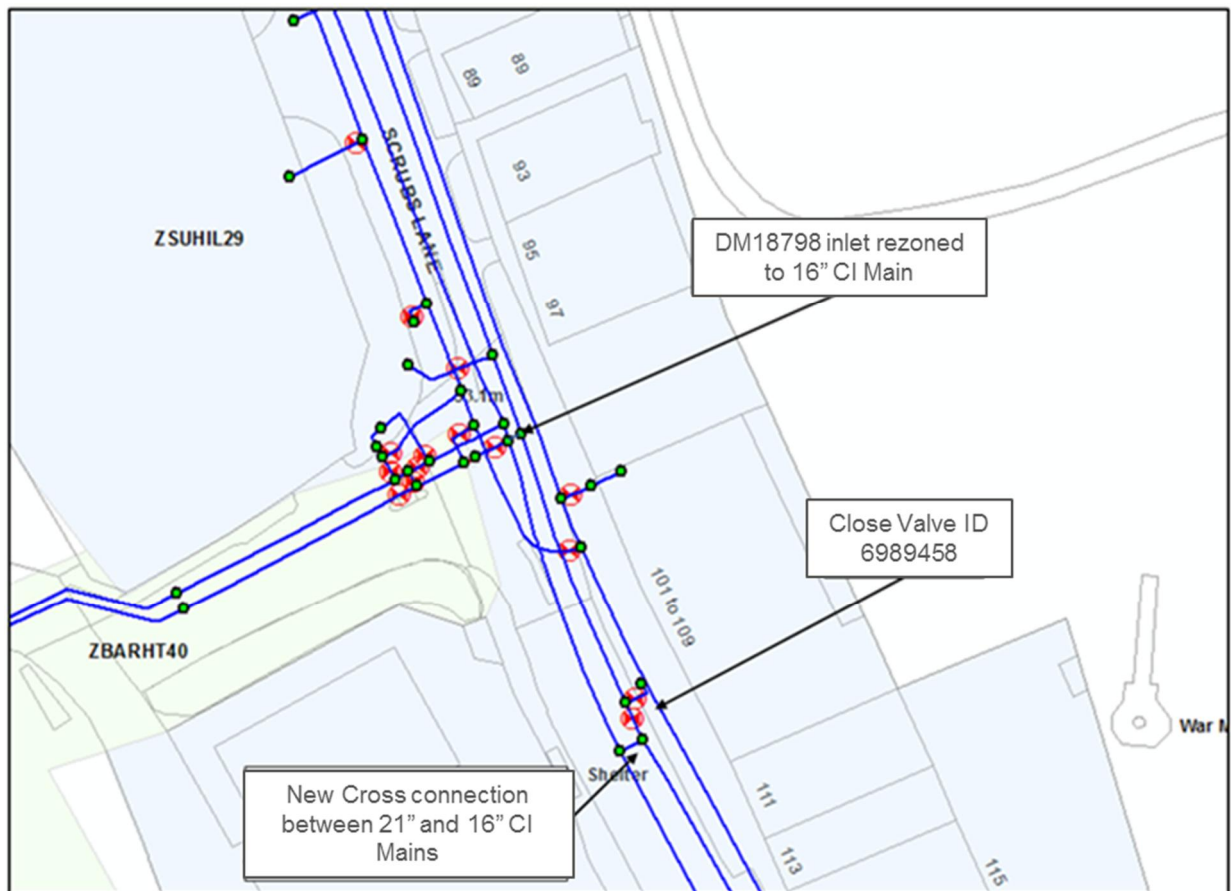 89
89
SCRUBS LANE
93
ZSUHIL29
95
DM18798 inlet rezoned
to 16” CI Main
97
Close Valve ID
6989458
101 to 109
ZBARHT40
War
Shelter
New Cross connection
between 21” and 16” CI
Mains
111
113
115